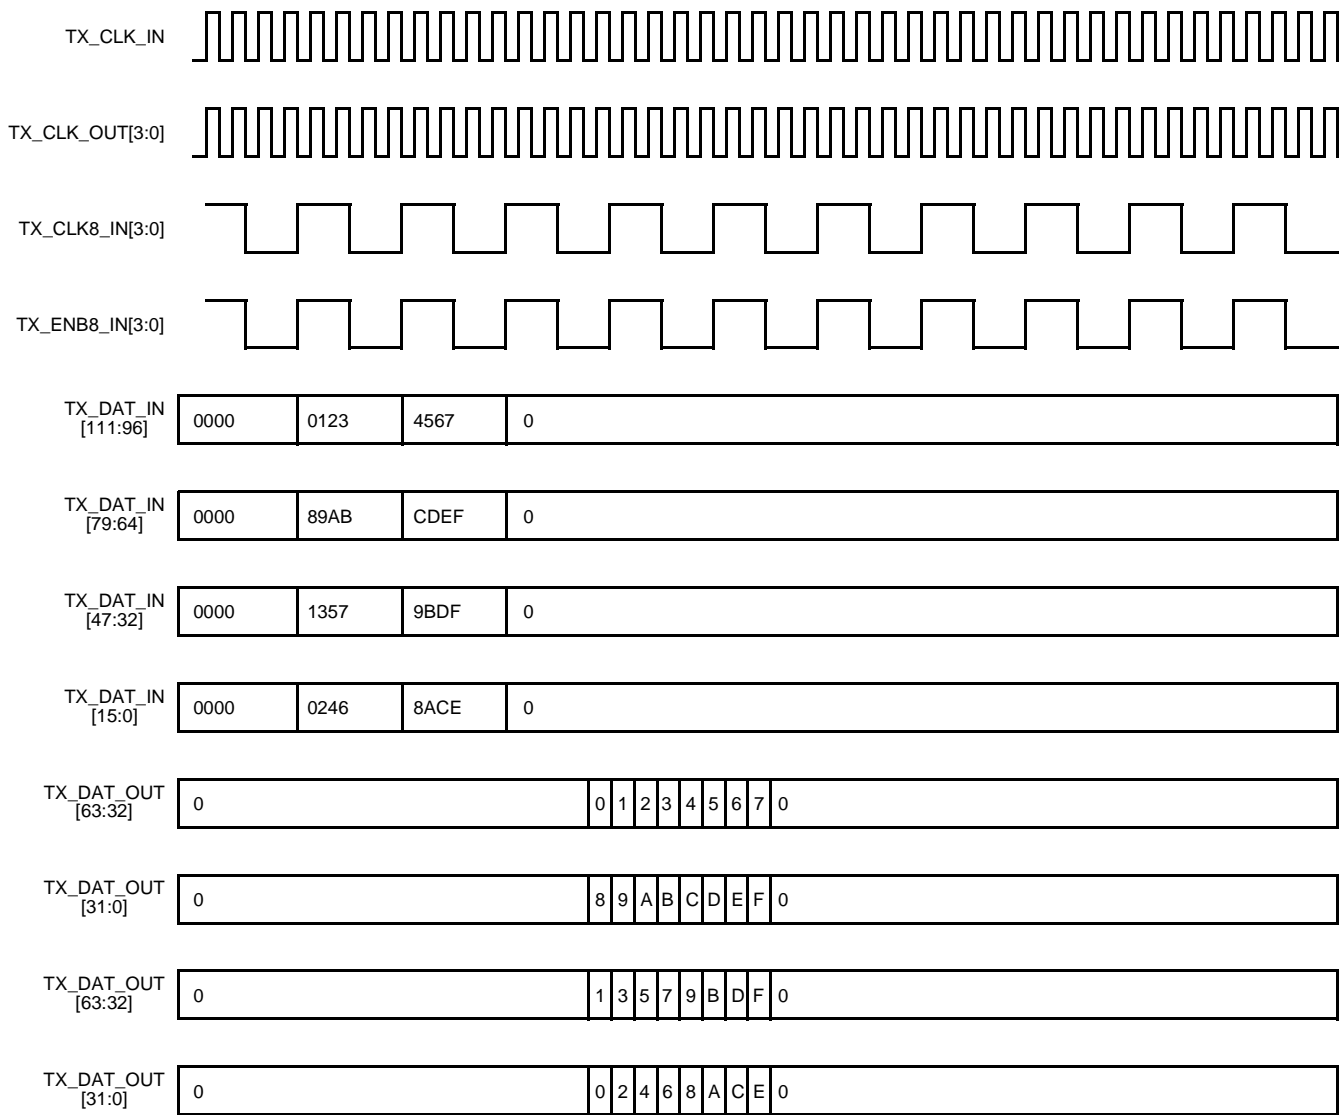 TX_CLK_IN
TX_CLK_OUT[3:0]
TX_CLK8_IN[3:0]
TX_ENB8_IN[3:0]
TX_DAT_IN
[111:96]
0000 0123 4567 0
TX_DAT_IN
[79:64]
0000 89AB CDEF 0
TX_DAT_IN
[47:32]
0000 1357 9BDF 0
TX_DAT_IN
[15:0]
0000 0246 8ACE 0
TX_DAT_OUT
[63:32]
0 0 1 2 3 4 5 6 7 0
TX_DAT_OUT
[31:0]
0 8 9 A B C D E F 0
TX_DAT_OUT
[63:32]
0 1 3 5 7 9 B D F 0
TX_DAT_OUT
[31:0]
0 0 2 4 6 8 A C E 0